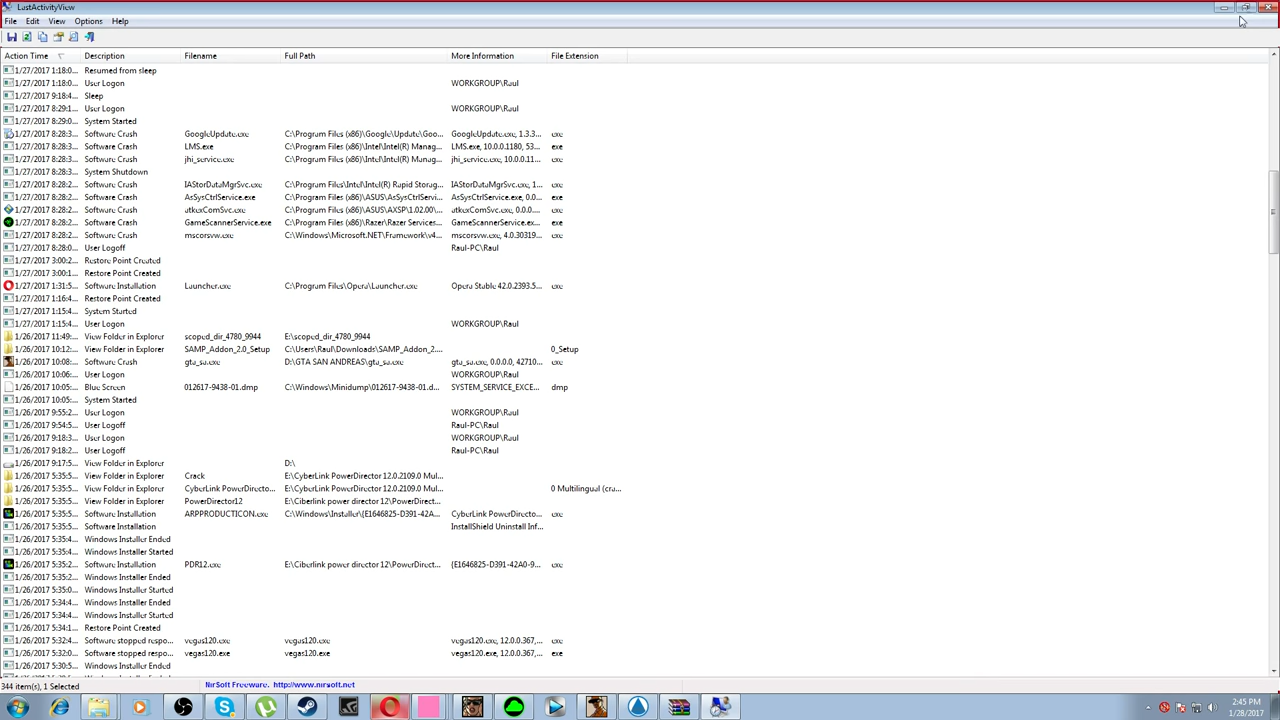 LastActivityView
File Edit View Options Help
Action Time Description Filename Full Path More Information File Extension
1/27/2017 1:18:0... Resumed from sleep
1/27/2017 1:18:0... User Logon WORKGROUP\Raul
1/27/2017 9:18:4... Sleep
1/27/2017 8:29:1... User Logon WORKGROUP\Raul
1/27/2017 8:29:0... System Started
1/27/2017 8:28:3... Software Crash GoogleUpdate.exe C:\Program Files (x86)\Google\Update\Goo... GoogleUpdate.exe, 1.3.3... exe
1/27/2017 8:28:3... Software Crash LMS.exe C:\Program Files (x86)\Intel\Intel(R) Manag... LMS.exe, 10.0.0.1180, 53... exe
1/27/2017 8:28:3... Software Crash jhi_service.exe C:\Program Files (x86)\Intel\Intel(R) Manag... jhi_service.exe, 10.0.0.11... exe
1/27/2017 8:28:3... System Shutdown
1/27/2017 8:28:2... Software Crash IAStorDataMgrSvc.exe C:\Program Files\Intel\Intel(R) Rapid Storag... IAStorDataMgrSvc.exe, 1... exe
1/27/2017 8:28:2... Software Crash AsSysCtrlService.exe C:\Program Files (x86)\ASUS\AsSysCtrlServi... AsSysCtrlService.exe, 0.0... exe
1/27/2017 8:28:2... Software Crash atkexComSvc.exe C:\Program Files (x86)\ASUS\AXSP\1.02.00\... atkexComSvc.exe, 0.0.0... exe
1/27/2017 8:28:2... Software Crash GameScannerService.exe C:\Program Files (x86)\Razer\Razer Services... GameScannerService.exe... exe
1/27/2017 8:28:2... Software Crash mscorsvw.exe C:\Windows\Microsoft.NET\Framework\v4... mscorsvw.exe, 4.0.30319... exe
1/27/2017 8:28:0... User Logoff Raul-PC\Raul
1/27/2017 3:00:2... Restore Point Created
1/27/2017 3:00:1... Restore Point Created
1/27/2017 1:31:5... Software Installation Launcher.exe C:\Program Files\Opera\Launcher.exe Opera Stable 42.0.2393.5... exe
1/27/2017 1:16:4... Restore Point Created
1/27/2017 1:15:4... System Started
1/27/2017 1:15:4... User Logon WORKGROUP\Raul
1/26/2017 11:49:... View Folder in Explorer scoped_dir_4780_9944 E:\scoped_dir_4780_9944
1/26/2017 10:12:... View Folder in Explorer SAMP_Addon_2.0_Setup C:\Users\Raul\Downloads\SAMP_Addon_2.... 0_Setup
1/26/2017 10:08:... Software Crash gta_sa.exe D:\GTA SAN ANDREAS\gta_sa.exe gta_sa.exe, 0.0.0.0, 42710... exe
1/26/2017 10:06:... User Logon WORKGROUP\Raul
1/26/2017 10:05:... Blue Screen 012617-9438-01.dmp C:\Windows\Minidump\012617-9438-01.d... SYSTEM_SERVICE_EXCE... dmp
1/26/2017 10:05:... System Started
1/26/2017 9:55:2... User Logon WORKGROUP\Raul
1/26/2017 9:54:5... User Logoff Raul-PC\Raul
1/26/2017 9:18:3... User Logon WORKGROUP\Raul
1/26/2017 9:18:2... User Logoff Raul-PC\Raul
1/26/2017 9:17:5... View Folder in Explorer D:\
1/26/2017 5:35:5... View Folder in Explorer Crack E:\CyberLink PowerDirector 12.0.2109.0 Mul...
1/26/2017 5:35:5... View Folder in Explorer CyberLink PowerDirecto... E:\CyberLink PowerDirector 12.0.2109.0 Mul... 0 Multilingual (cra...
1/26/2017 5:35:5... View Folder in Explorer PowerDirector12 E:\Ciberlink power director 12\PowerDirect...
1/26/2017 5:35:5... Software Installation ARPPRODUCTICON.exe C:\Windows\Installer\{E1646825-D391-42A... CyberLink PowerDirecto... exe
1/26/2017 5:35:5... Software Installation InstallShield Uninstall Inf...
1/26/2017 5:35:4... Windows Installer Ended
1/26/2017 5:35:4... Windows Installer Started
1/26/2017 5:35:2... Software Installation PDR12.exe E:\Ciberlink power director 12\PowerDirect... {E1646825-D391-42A0-9... exe
1/26/2017 5:35:2... Windows Installer Ended
1/26/2017 5:35:0... Windows Installer Started
1/26/2017 5:34:4... Windows Installer Ended
1/26/2017 5:34:4... Windows Installer Started
1/26/2017 5:34:1... Restore Point Created
1/26/2017 5:32:4... Software stopped respo... vegas120.exe vegas120.exe vegas120.exe, 12.0.0.367,... exe
1/26/2017 5:32:0... Software stopped respo... vegas120.exe vegas120.exe vegas120.exe, 12.0.0.367,... exe
1/26/2017 5:30:5... Windows Installer Ended
344 item(s), 1 Selected NirSoft Freeware. http://www.nirsoft.net
2:45 PM
1/28/2017